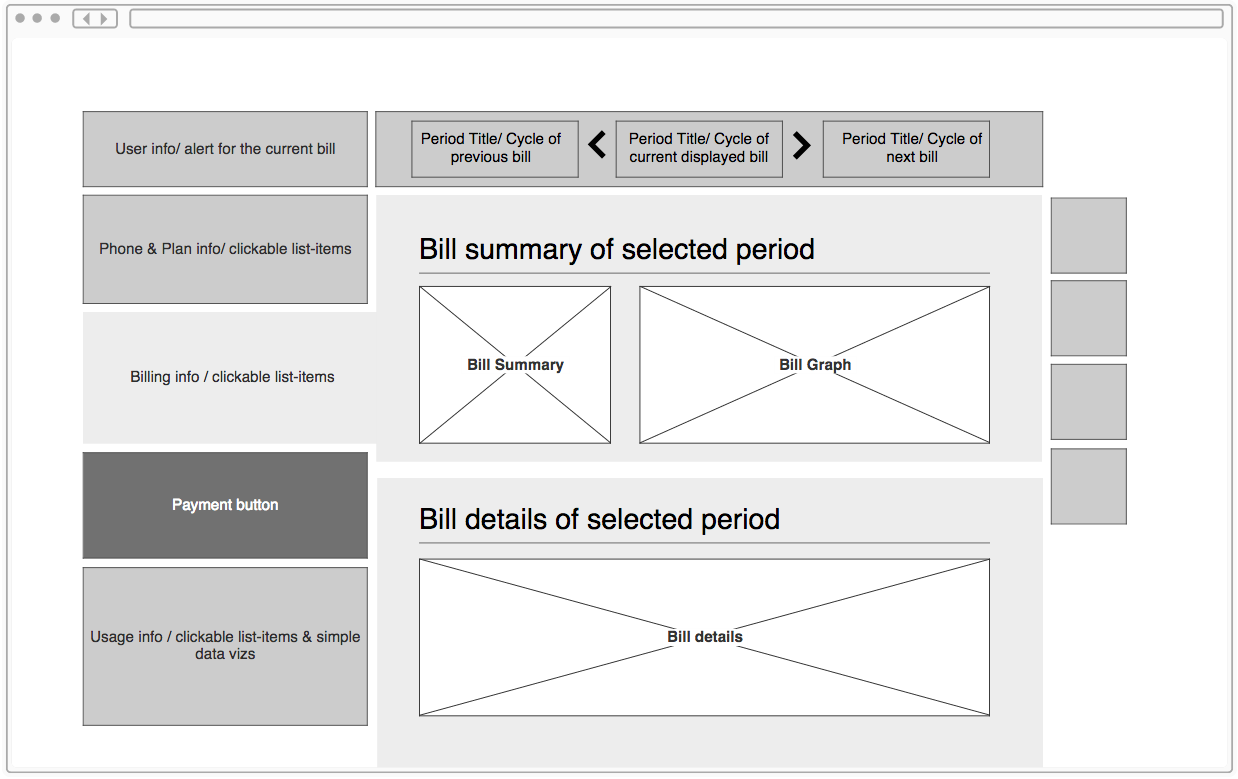 User info/ alert for the current bill
Period Title/ Cycle of
previous bill
Period Title/ Cycle of
current displayed bill
Period Title/ Cycle of
next bill
Phone & Plan info/ clickable list-items
Billing info / clickable list-items
Payment button
Usage info / clickable list-items & simple
data vizs
Bill summary of selected period
Bill Summary
Bill Graph
Bill details of selected period
Bill details